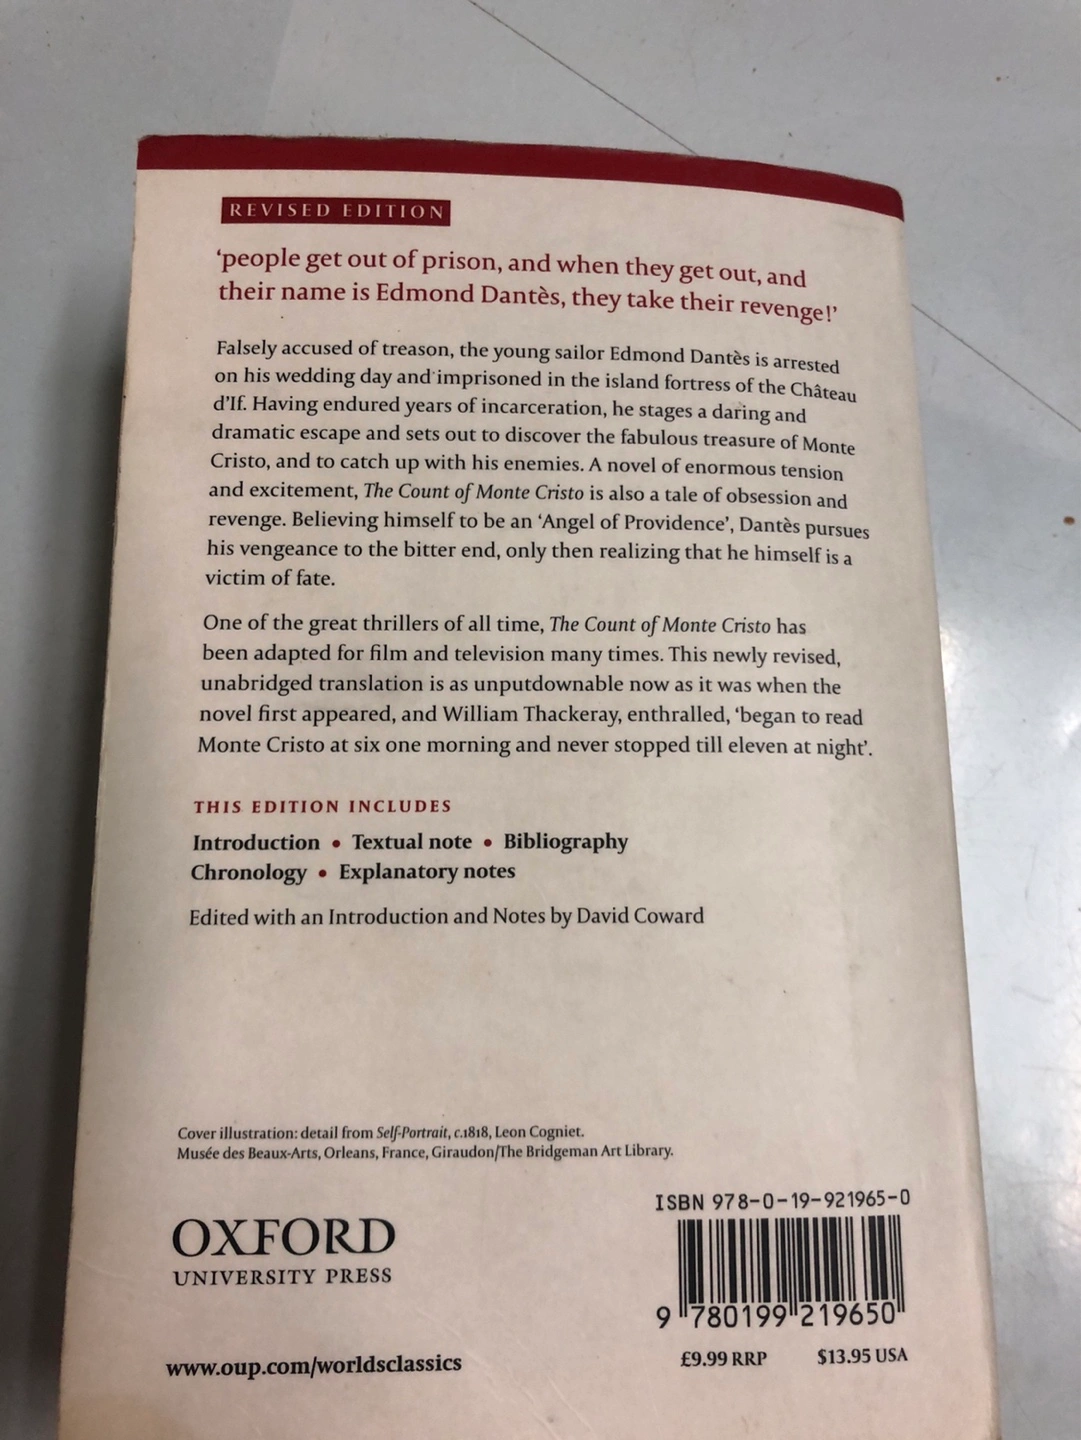 REVISED EDITION
‘people get out of prison, and when they get out, and
their name is Edmond Dantès, they take their revenge!’
Falsely accused of treason, the young sailor Edmond Dantès is arrested
on his wedding day and imprisoned in the island fortress of the Château
d’If. Having endured years of incarceration, he stages a daring and
dramatic escape and sets out to discover the fabulous treasure of Monte
Cristo, and to catch up with his enemies. A novel of enormous tension
and excitement, The Count of Monte Cristo is also a tale of obsession and
revenge. Believing himself to be an ‘Angel of Providence’, Dantès pursues
his vengeance to the bitter end, only then realizing that he himself is a
victim of fate.
One of the great thrillers of all time, The Count of Monte Cristo has
been adapted for film and television many times. This newly revised,
unabridged translation is as unputdownable now as it was when the
novel first appeared, and William Thackeray, enthralled, ‘began to read
Monte Cristo at six one morning and never stopped till eleven at night’.
THIS EDITION INCLUDES
Introduction • Textual note • Bibliography
Chronology • Explanatory notes
Edited with an Introduction and Notes by David Coward
Cover illustration: detail from Self-Portrait, c.1818, Leon Cogniet.
Musée des Beaux-Arts, Orleans, France, Giraudon/The Bridgeman Art Library.
ISBN 978-0-19-921965-0
OXFORD
UNIVERSITY PRESS
9 780199 219650
www.oup.com/worldsclassics
£9.99 RRP $13.95 USA